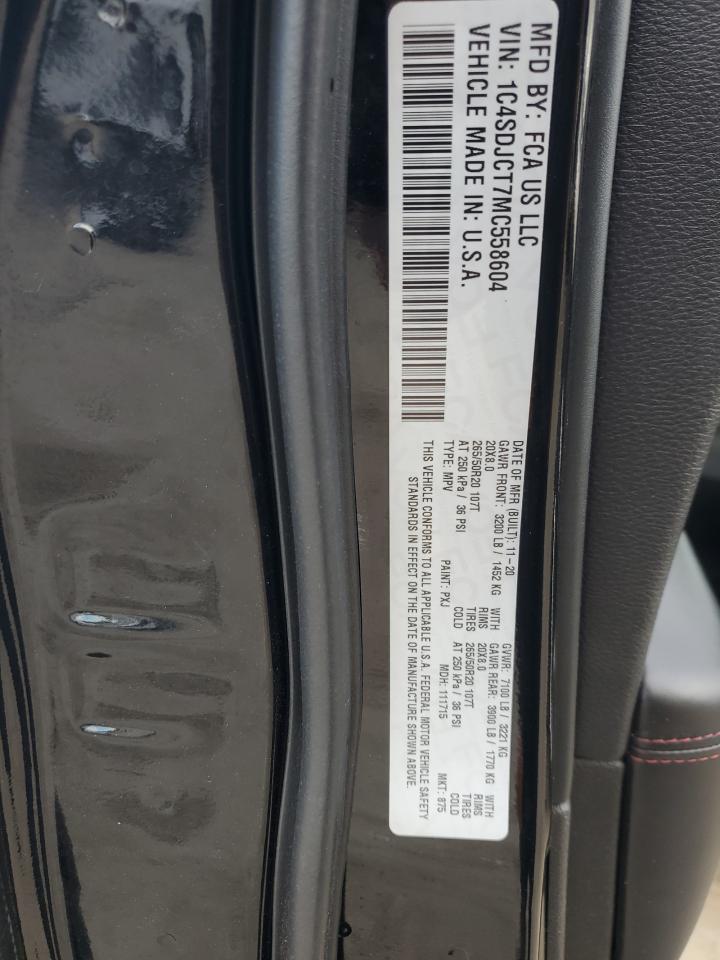 MFD BY: FCA US LLC
VIN: 1C4SDJCT7MC558604
VEHICLE MADE IN: U.S.A.
DATE OF MFR (BUILT): 11-20 GVWR: 7100 LB / 3221 KG
GAWR FRONT: 3200 LB / 1452 KG WITH GAWR REAR: 3900 LB / 1770 KG WITH
20X8.0 RIMS 20X8.0 RIMS
265/50R20 107T TIRES 265/50R20 107T TIRES
AT 250 kPa / 36 PSI COLD AT 250 kPa / 36 PSI COLD
TYPE: MPV PAINT: PXJ MDH: 111715 MKT: 875
THIS VEHICLE CONFORMS TO ALL APPLICABLE U.S.A. FEDERAL MOTOR VEHICLE SAFETY
STANDARDS IN EFFECT ON THE DATE OF MANUFACTURE SHOWN ABOVE.